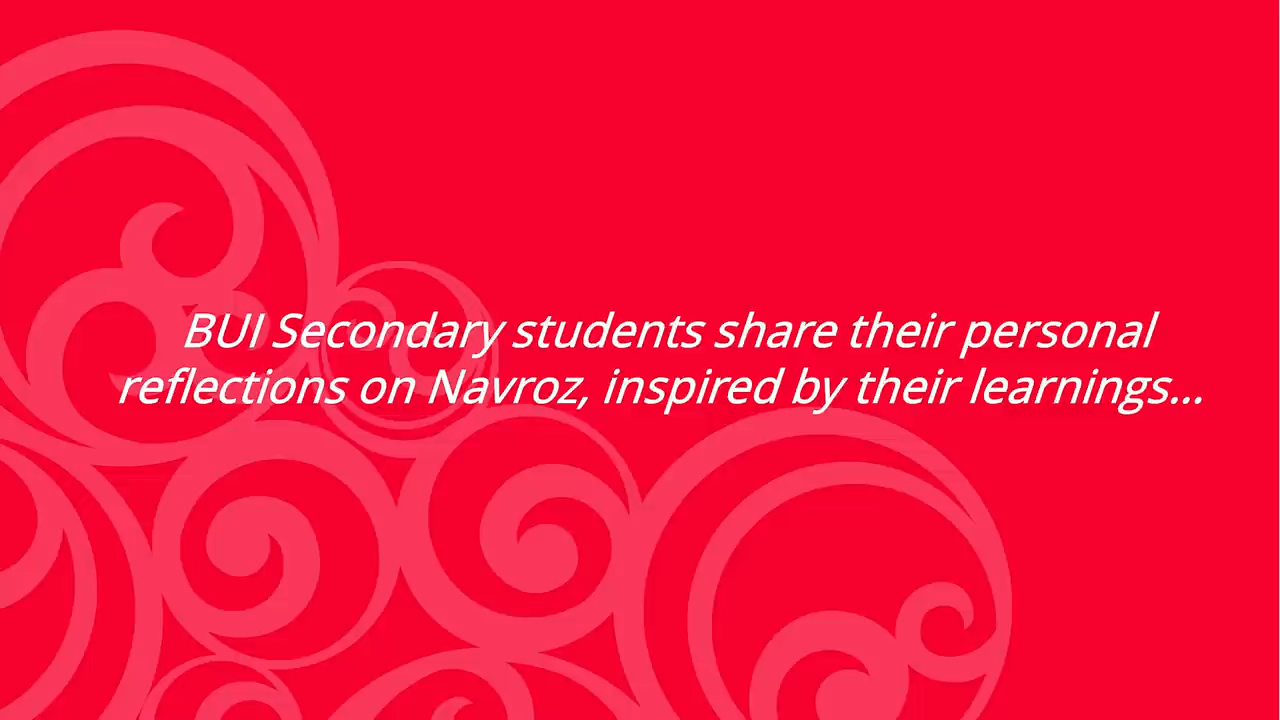 BUI Secondary students share their personal
reflections on Navroz, inspired by their learnings...